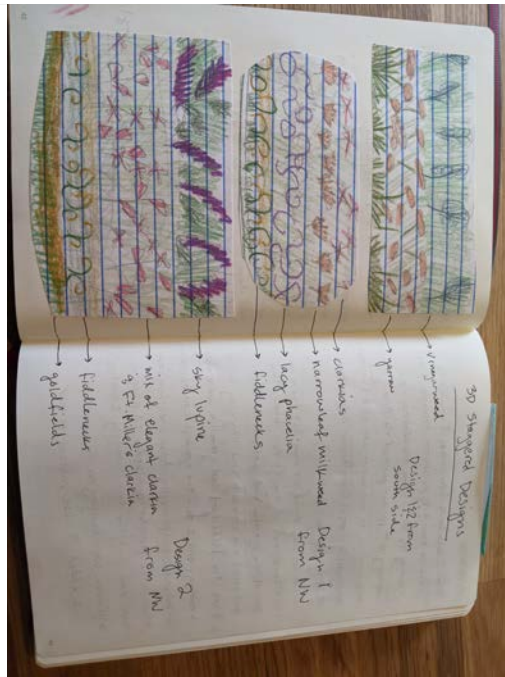 3D Staggered Designs
vinegarweed
yarrow
Design 1&2 from
south side
clarkias
narrowleaf milkweed
lacy phacelia
fiddlenecks
Design 1
from NW
sky lupine
mix of elegant clarkia
& Ft Miller's clarkia
fiddlenecks
goldfields
Design 2
from NW